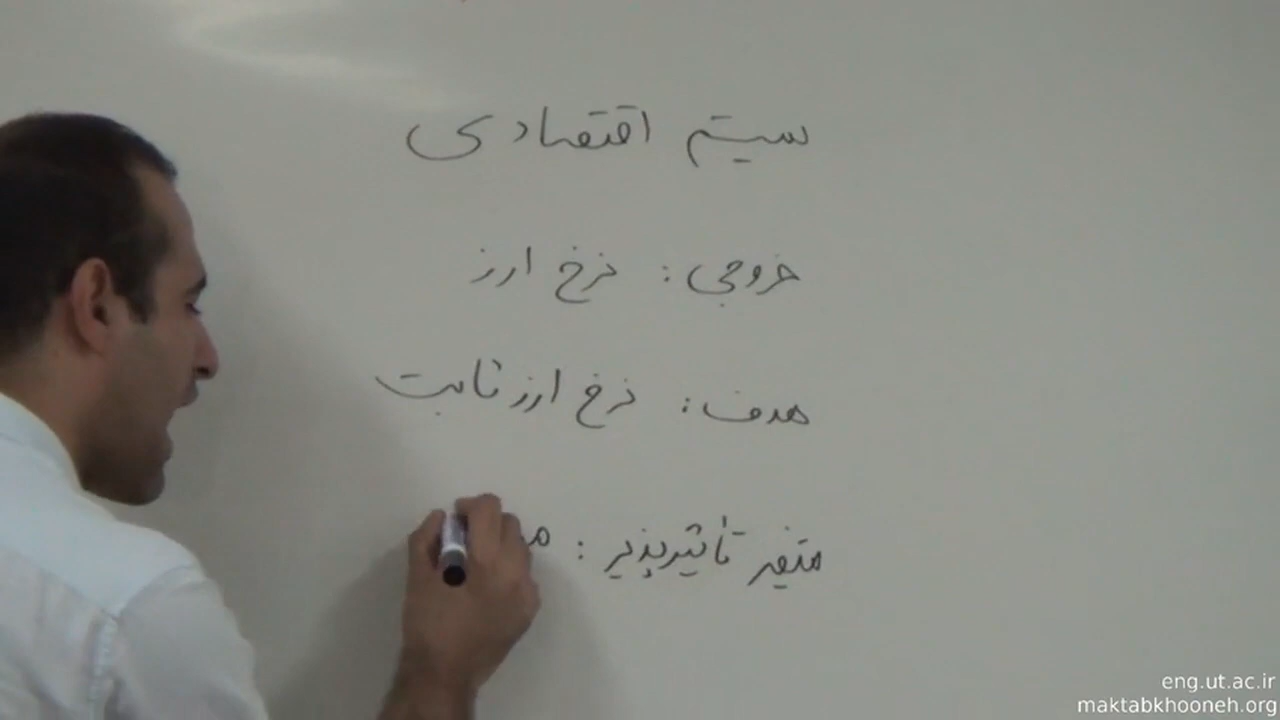 سیستم اقتصادی
خروجی : نرخ ارز
هدف : نرخ ارز ثابت
متغیر تأثیرپذیر :
eng.ut.ac.ir
maktabkhooneh.org